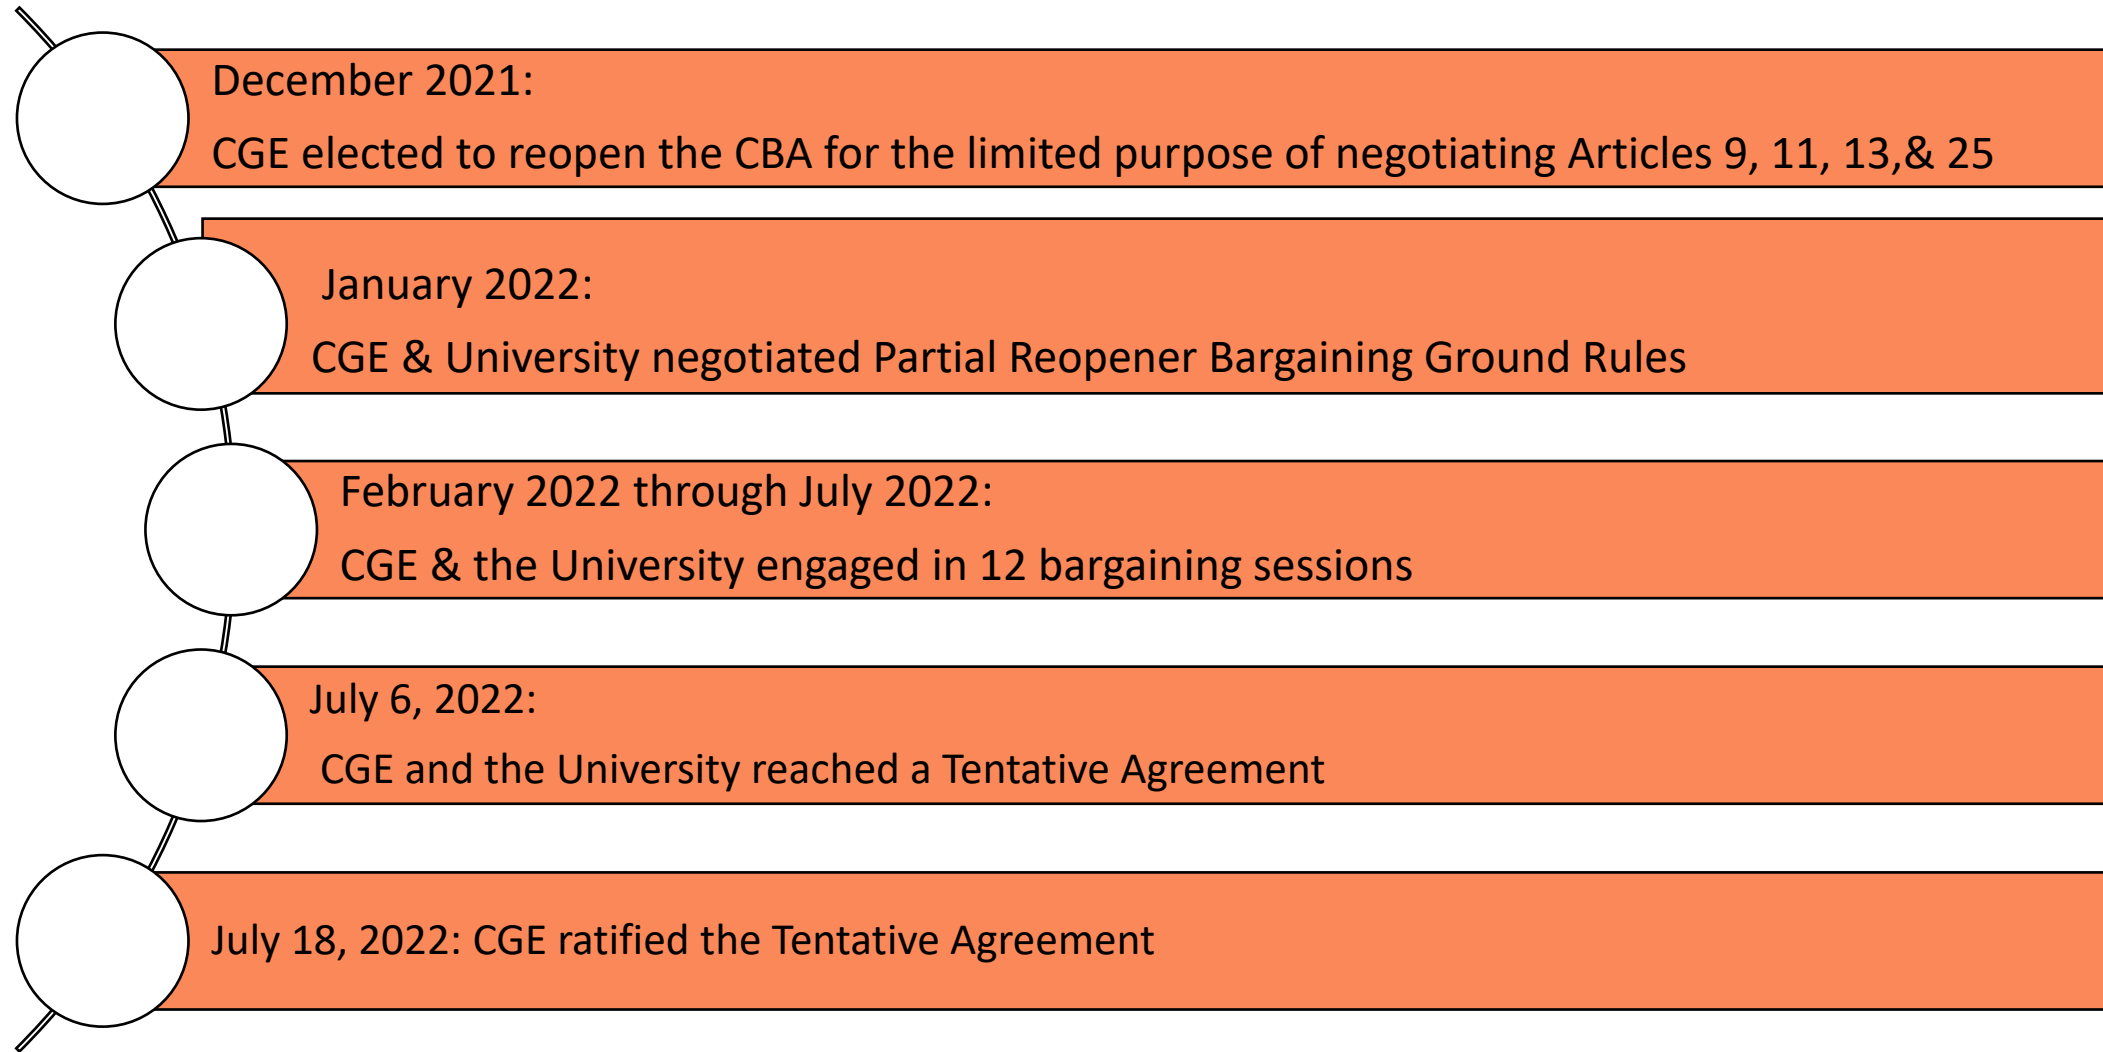 December 2021:
CGE elected to reopen the CBA for the limited purpose of negotiating Articles 9, 11, 13,& 25
January 2022:
CGE & University negotiated Partial Reopener Bargaining Ground Rules
February 2022 through July 2022:
CGE & the University engaged in 12 bargaining sessions
July 6, 2022:
CGE and the University reached a Tentative Agreement
July 18, 2022: CGE ratified the Tentative Agreement